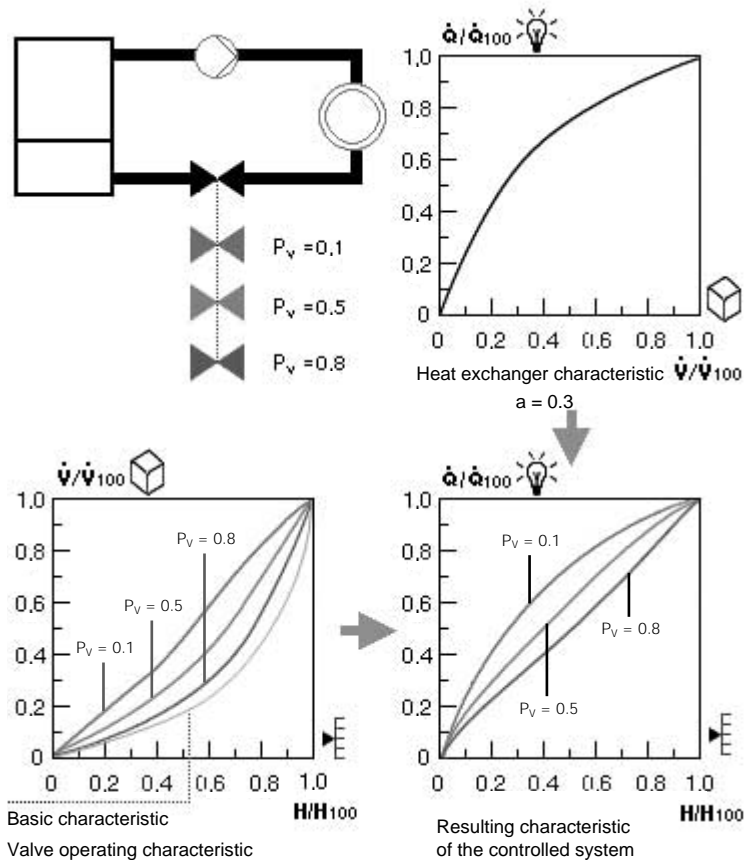 P_v = 0.1
P_v = 0.5
P_v = 0.8
Q̇/Q̇100
1.0
0.8
0.6
0.4
0.2
0
0 0.2 0.4 0.6 0.8 1.0
Heat exchanger characteristic V̇/V̇100
a = 0.3
V̇/V̇100
1.0
0.8
0.6
0.4
0.2
0
P_V = 0.8
P_V = 0.5
P_V = 0.1
0 0.2 0.4 0.6 0.8 1.0
H/H100
Basic characteristic
Valve operating characteristic
Q̇/Q̇100
1.0
0.8
0.6
0.4
0.2
0
P_V = 0.1
P_V = 0.8
P_V = 0.5
0 0.2 0.4 0.6 0.8 1.0
H/H100
Resulting characteristic
of the controlled system